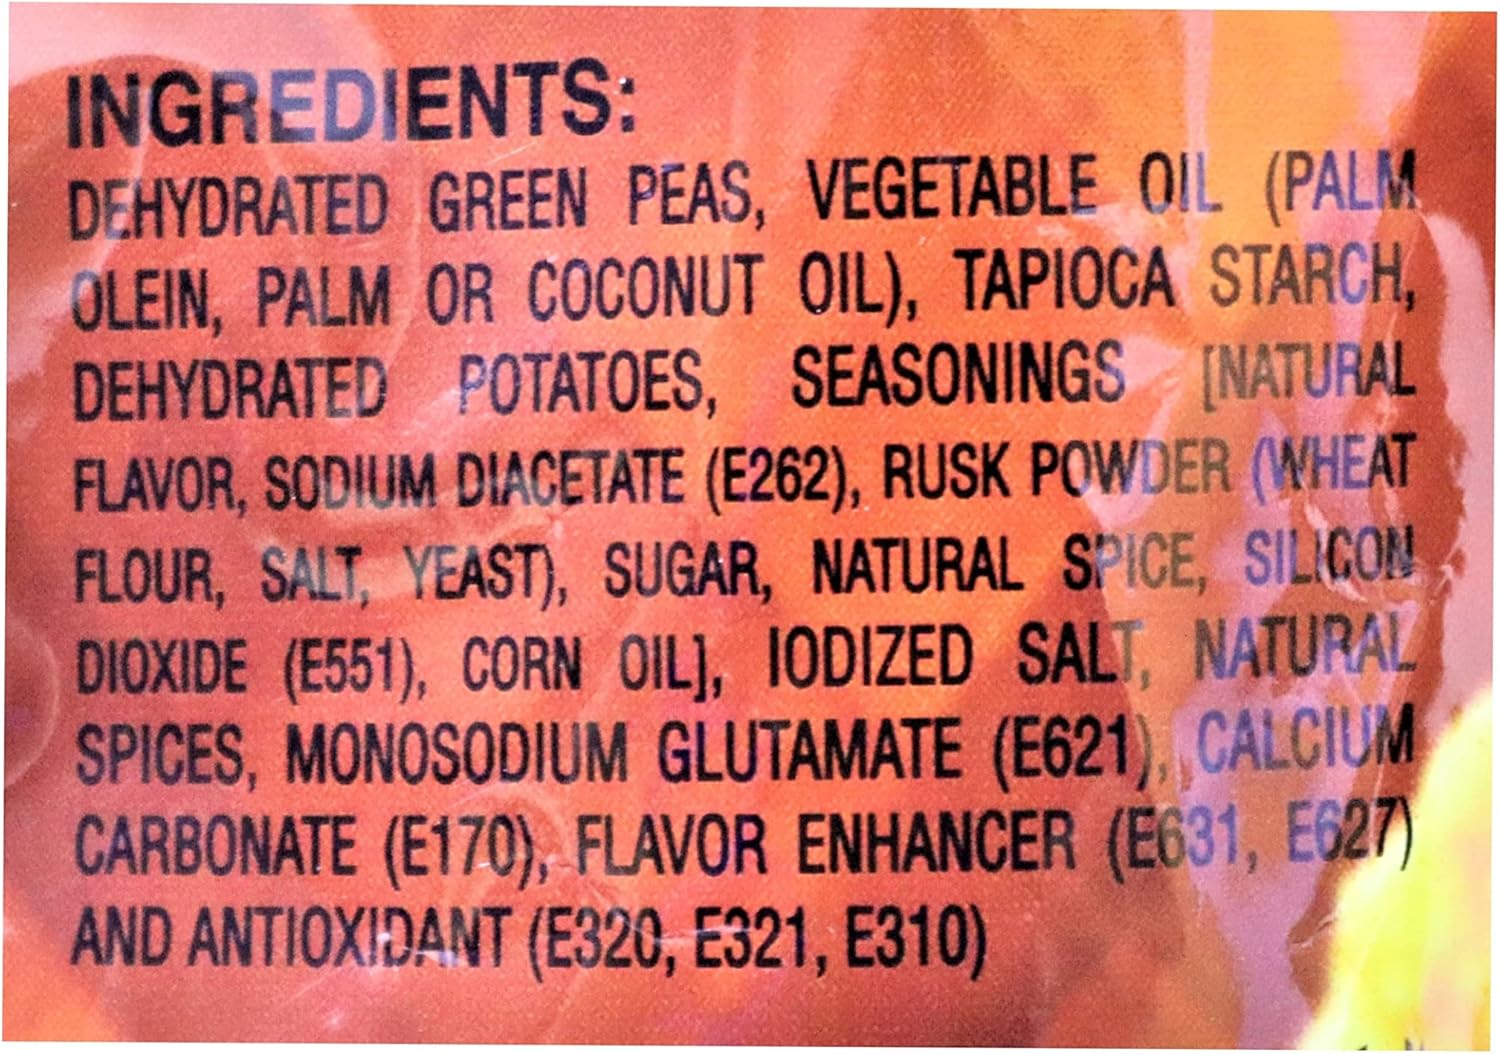 INGREDIENTS:
DEHYDRATED GREEN PEAS, VEGETABLE OIL (PALM
OLEIN, PALM OR COCONUT OIL), TAPIOCA STARCH,
DEHYDRATED POTATOES, SEASONINGS [NATURAL
FLAVOR, SODIUM DIACETATE (E262), RUSK POWDER (WHEAT
FLOUR, SALT, YEAST), SUGAR, NATURAL SPICE, SILICON
DIOXIDE (E551), CORN OIL], IODIZED SALT, NATURAL
SPICES, MONOSODIUM GLUTAMATE (E621), CALCIUM
CARBONATE (E170), FLAVOR ENHANCER (E631, E627)
AND ANTIOXIDANT (E320, E321, E310)